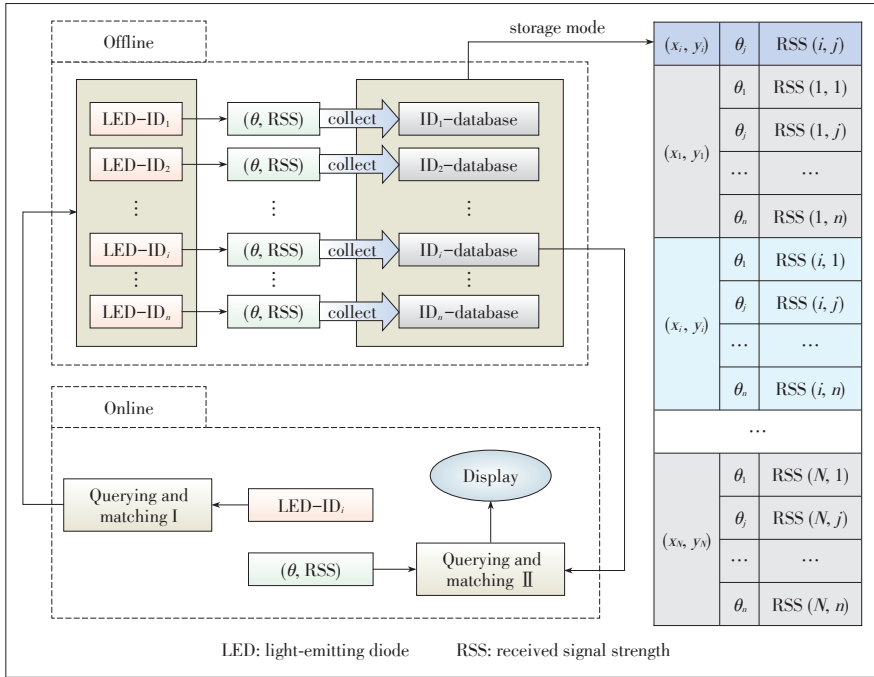 Offline
storage mode
LED-ID₁
(θ, RSS)
collect
ID₁-database
LED-ID₂
(θ, RSS)
collect
ID₂-database
⋮
⋮
⋮
LED-IDᵢ
(θ, RSS)
collect
IDᵢ-database
⋮
⋮
⋮
LED-IDₙ
(θ, RSS)
collect
IDₙ-database
Online
Querying and
matching Ⅰ
LED-IDᵢ
Display
(θ, RSS)
Querying and
matching Ⅱ
(xᵢ, yᵢ) θⱼ RSS (i, j)
(x₁, y₁)
θ₁ RSS (1, 1)
θⱼ RSS (1, j)
… …
θₙ RSS (1, n)
(xᵢ, yᵢ)
θ₁ RSS (i, 1)
θⱼ RSS (i, j)
… …
θₙ RSS (i, n)
…
(x_N, y_N)
θ₁ RSS (N, 1)
θⱼ RSS (N, j)
… …
θₙ RSS (N, n)
LED: light-emitting diode RSS: received signal strength